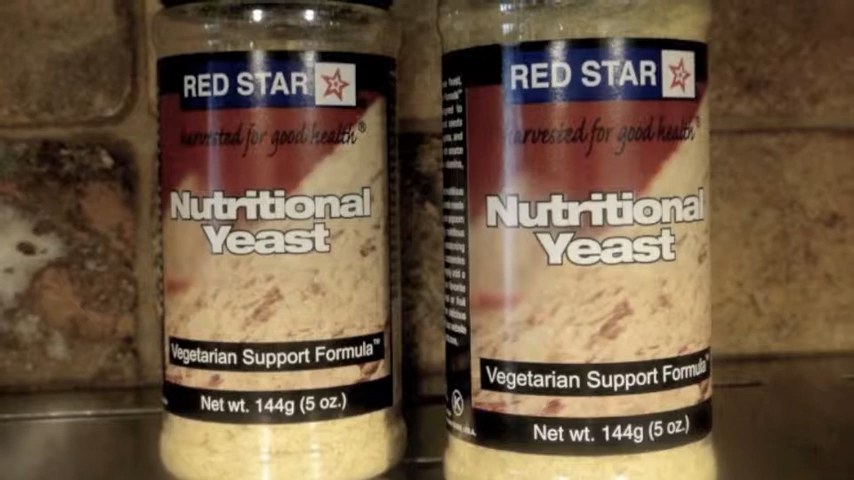 RED STAR
harvested for good health®
Nutritional
Yeast
Vegetarian Support Formula™
Net wt. 144g (5 oz.)
RED STAR
harvested for good health®
Nutritional
Yeast
Vegetarian Support Formula™
Net wt. 144g (5 oz.)
K